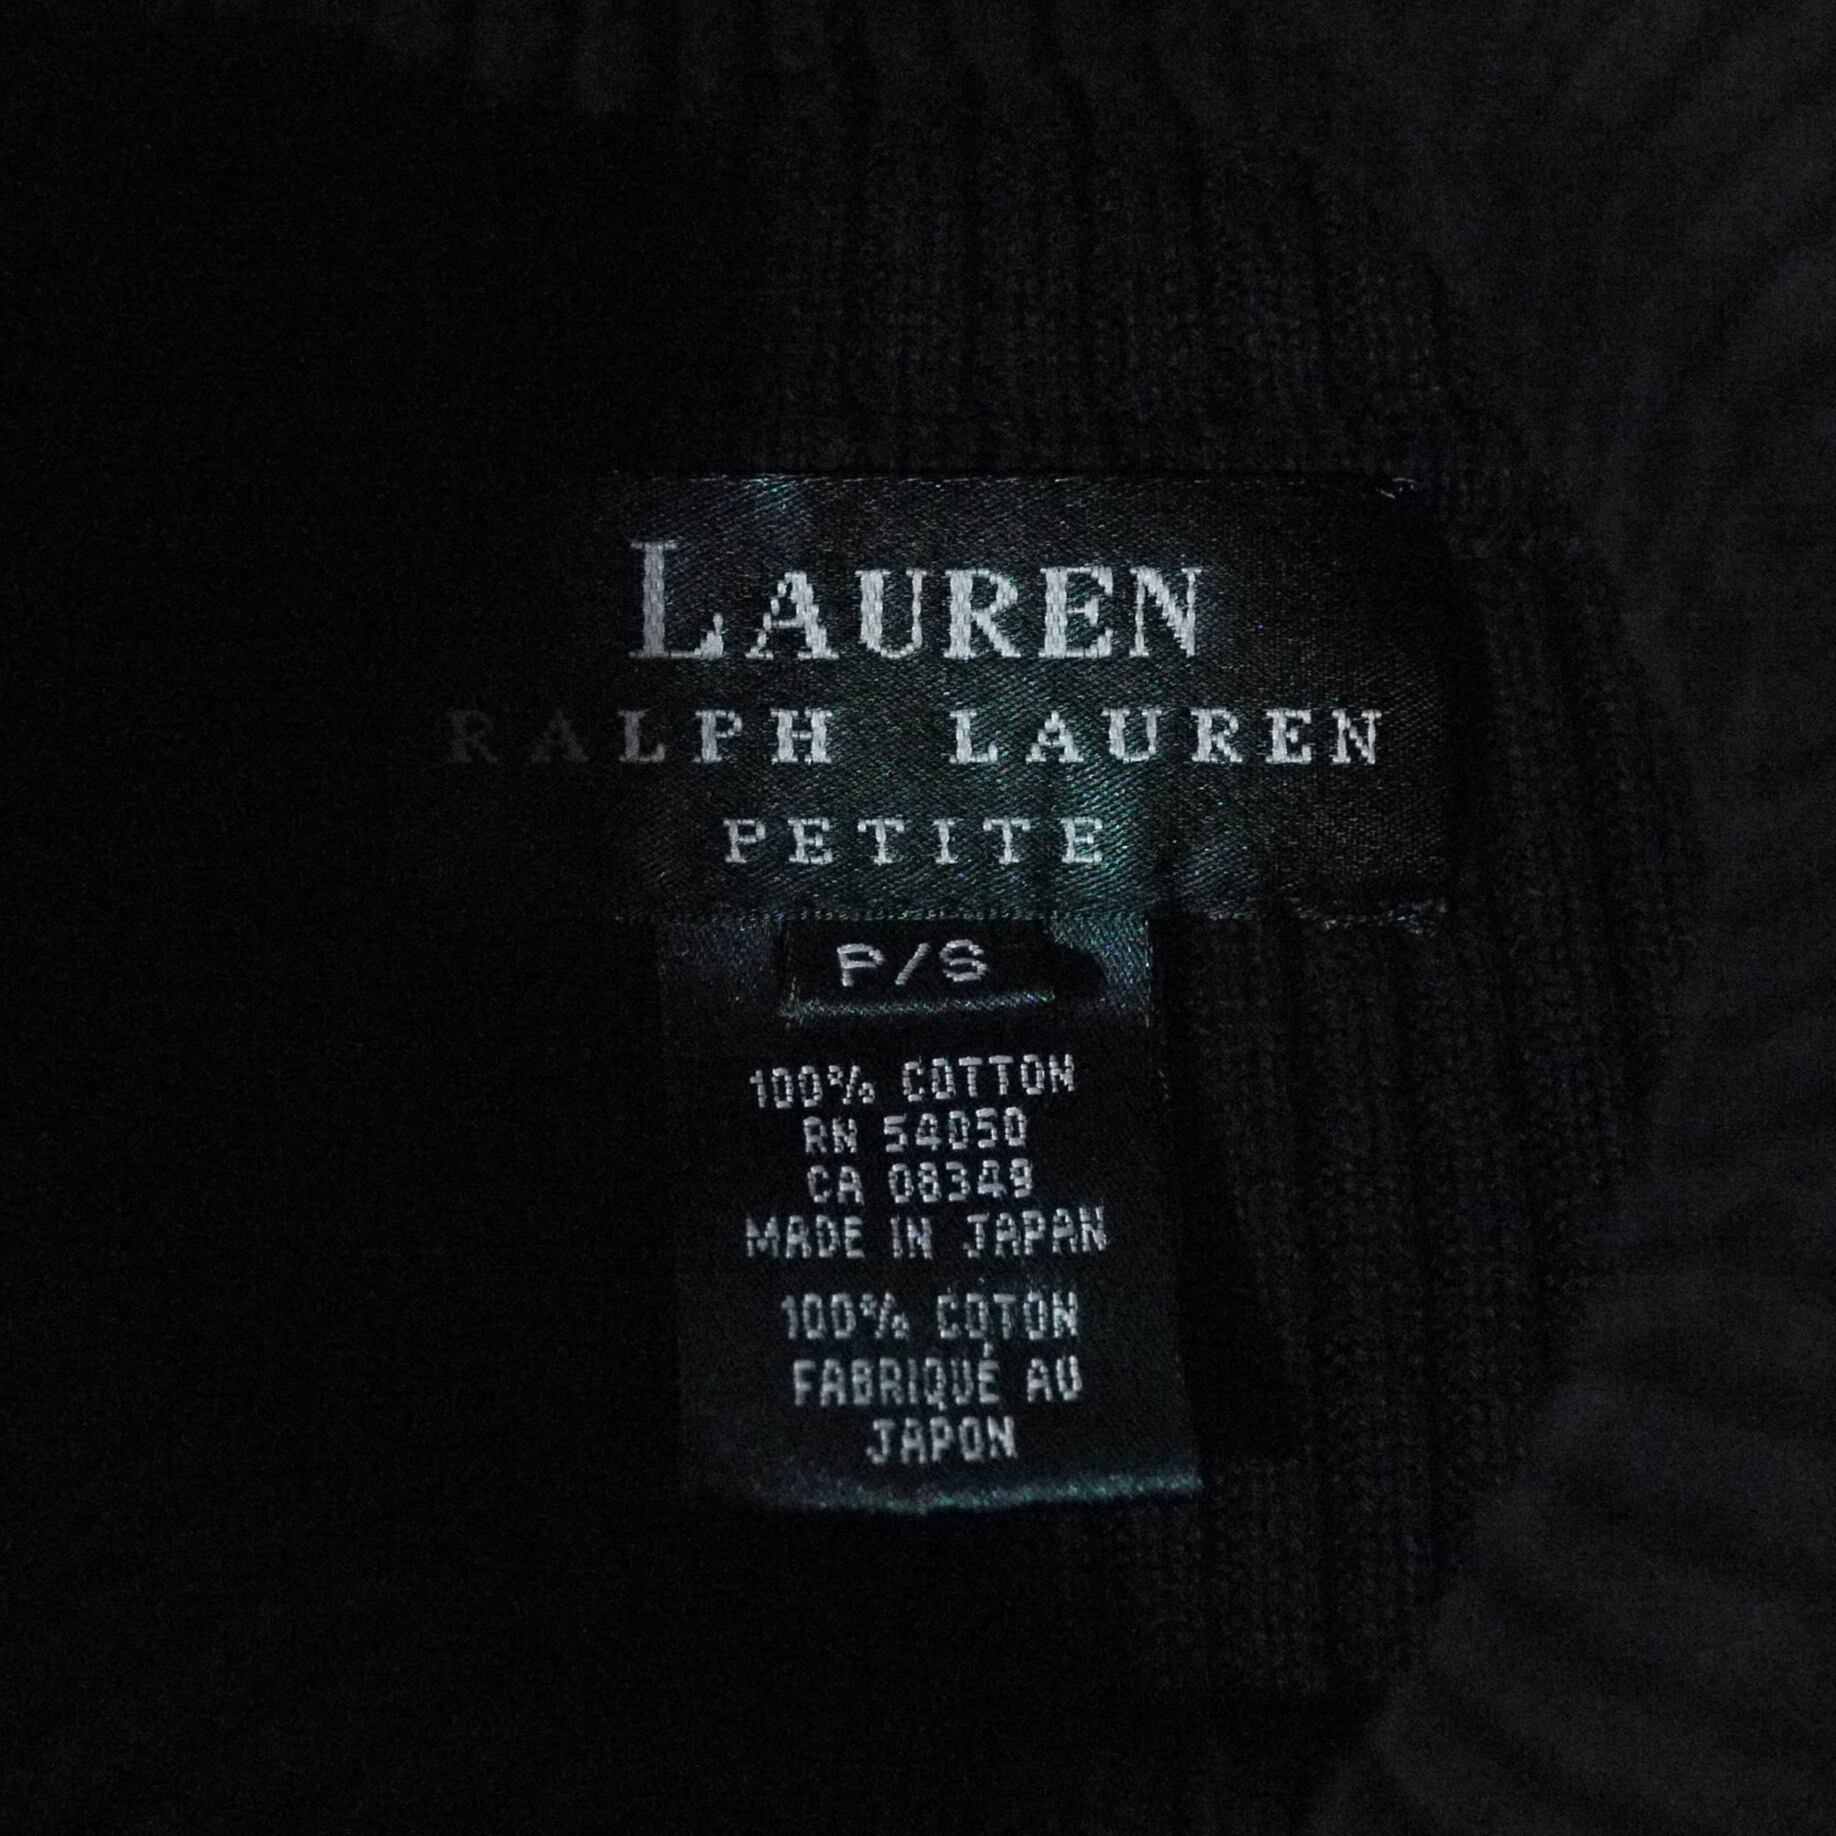 LAUREN
RALPH LAUREN
PETITE
P/S
100% COTTON
RN 54050
CA 08349
MADE IN JAPAN
100% COTON
FABRIQUÉ AU
JAPON